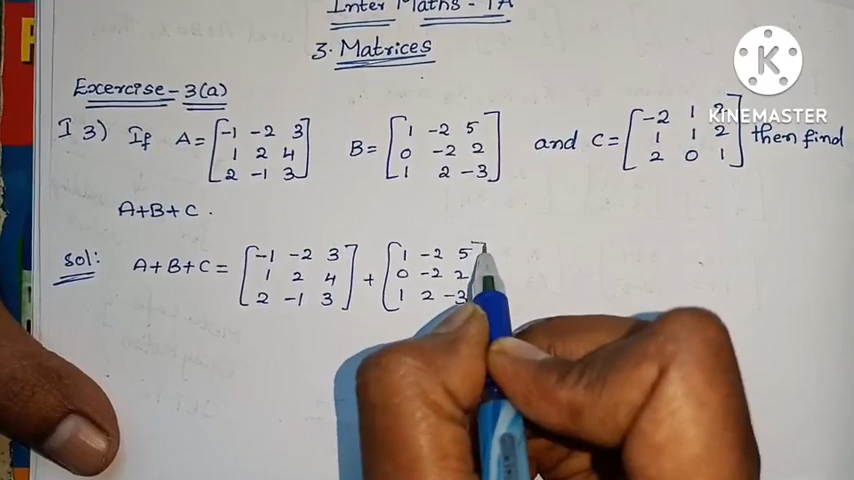 Inter Maths - 1A
3. Matrices
Exercise - 3(a)
I 3) If A = [-1 -2 3 B = [1 -2 5 and C = [-2 1 2 then find
1 2 4 0 -2 2 1 1 2
2 -1 3] 1 2 -3] 2 0 1]
A+B+C.
sol: A+B+C = [-1 -2 3 + [1 -2 5
1 2 4 0 -2 2
2 -1 3] 1 2 -3
K
KINEMASTER